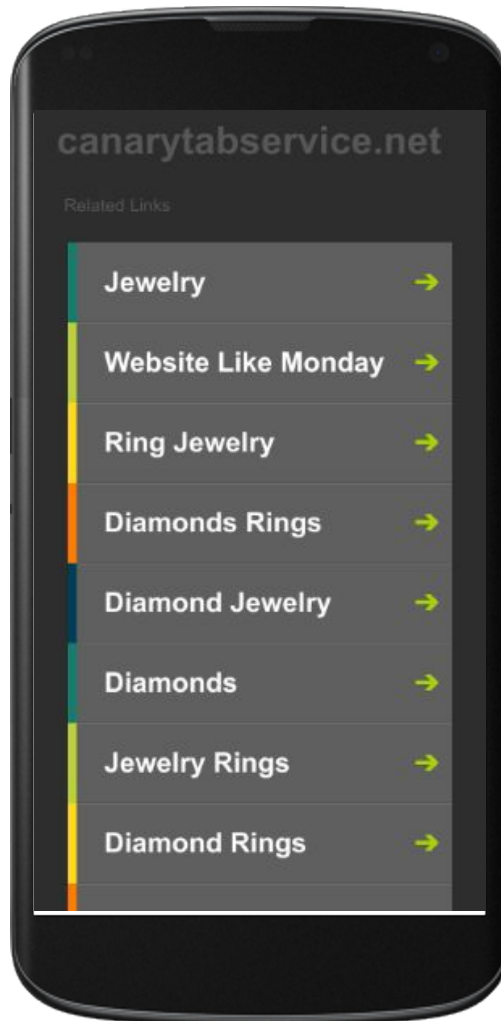 canarytabservice.net
Related Links
Jewelry
Website Like Monday
Ring Jewelry
Diamonds Rings
Diamond Jewelry
Diamonds
Jewelry Rings
Diamond Rings